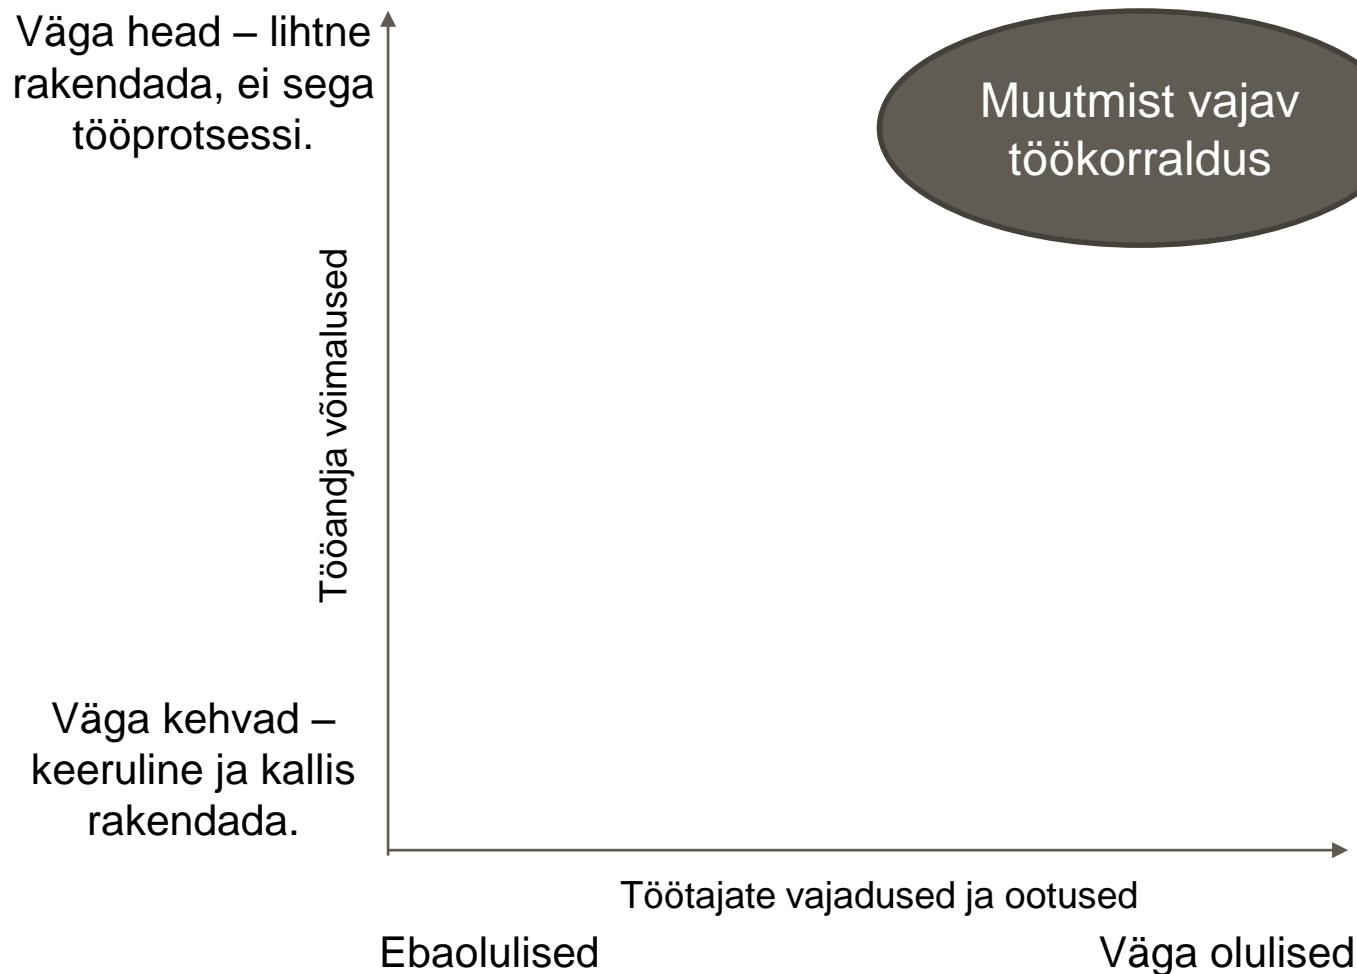 Väga head – lihtne
rakendada, ei sega
tööprotsessi.
Muutmist vajav
töökorraldus
Tööandja võimalused
Väga kehvad –
keeruline ja kallis
rakendada.
Töötajate vajadused ja ootused
Ebaolulised
Väga olulised